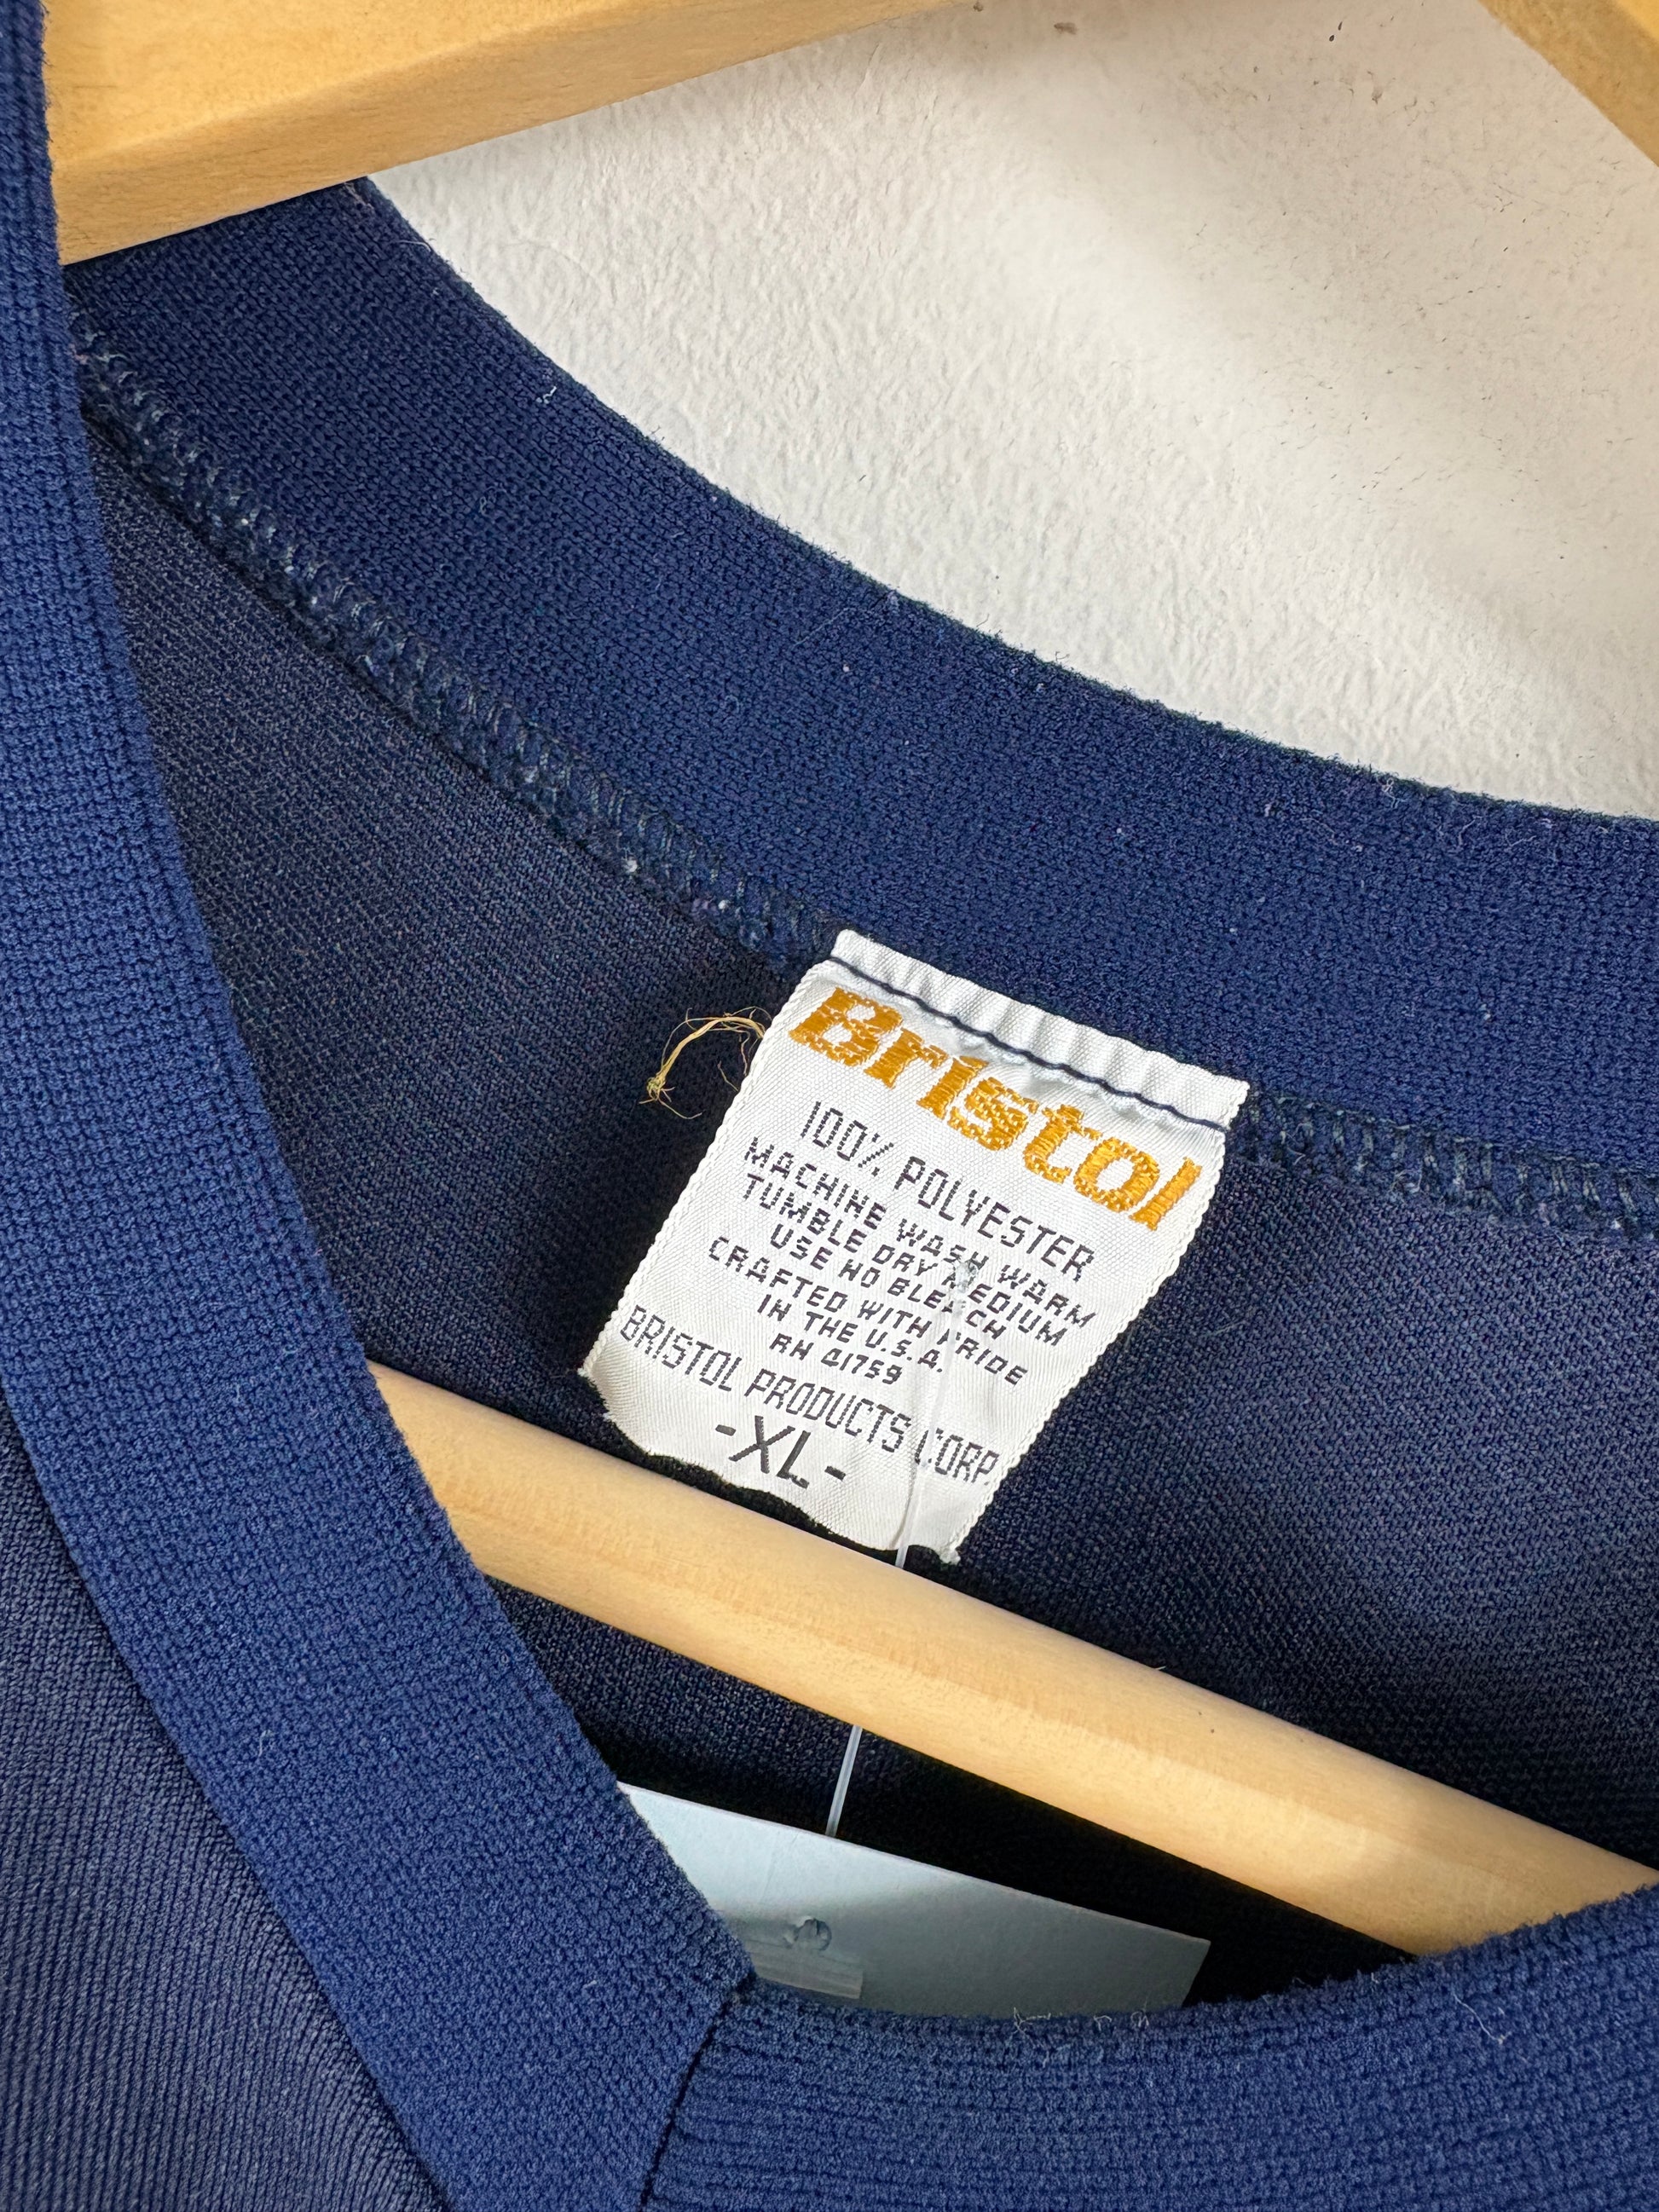 Bristol
100% POLYESTER
MACHINE WASH WARM
TUMBLE DRY MEDIUM
USE NO BLEACH
CRAFTED WITH PRIDE
IN THE U.S.A.
RN 41759
BRISTOL PRODUCTS CORP.
-XL-